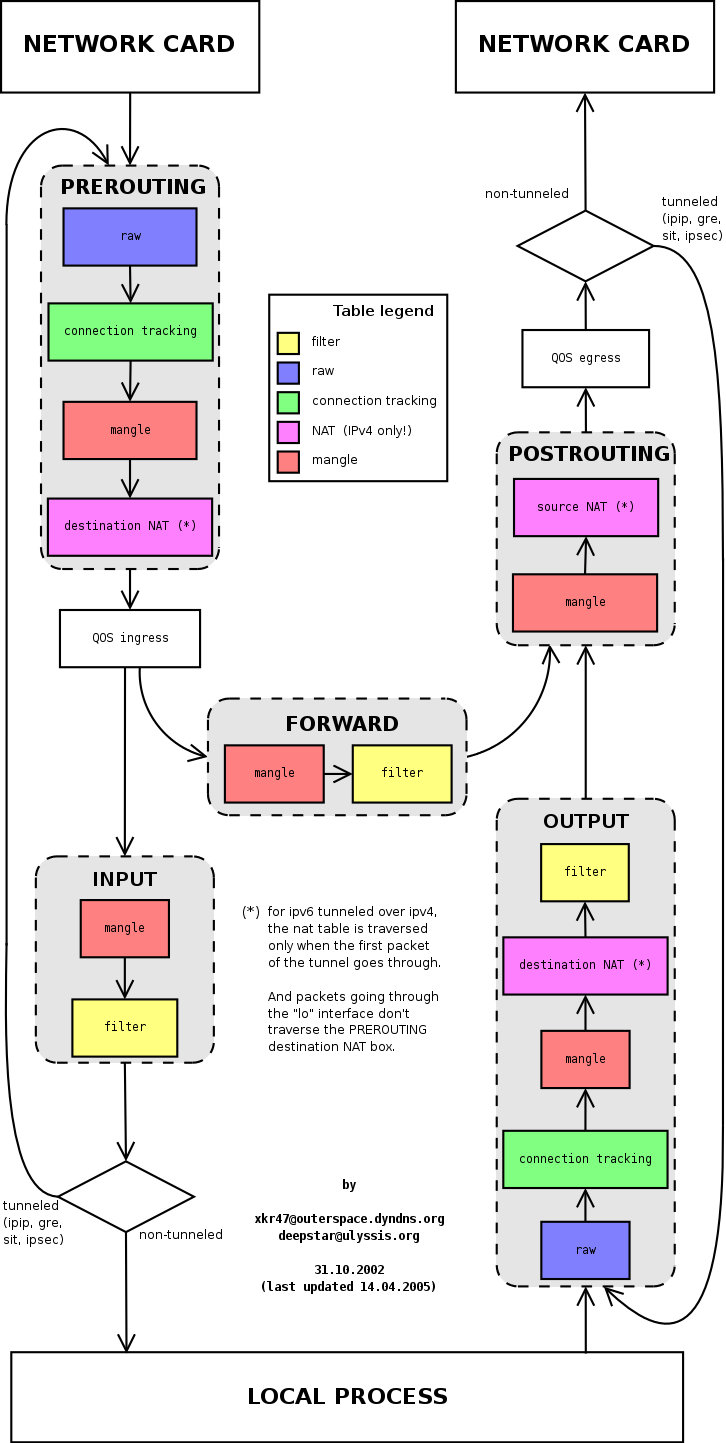 NETWORK CARD
NETWORK CARD
PREROUTING
raw
connection tracking
mangle
destination NAT (*)
QOS ingress
non-tunneled
tunneled
(ipip, gre,
sit, ipsec)
Table legend
filter
raw
connection tracking
NAT (IPv4 only!)
mangle
QOS egress
POSTROUTING
source NAT (*)
mangle
FORWARD
mangle
filter
INPUT
mangle
filter
(*) for ipv6 tunneled over ipv4,
the nat table is traversed
only when the first packet
of the tunnel goes through.
And packets going through
the "lo" interface don't
traverse the PREROUTING
destination NAT box.
OUTPUT
filter
destination NAT (*)
mangle
connection tracking
raw
tunneled
(ipip, gre,
sit, ipsec)
non-tunneled
by
xkr47@outerspace.dyndns.org
deepstar@ulyssis.org
31.10.2002
(last updated 14.04.2005)
LOCAL PROCESS